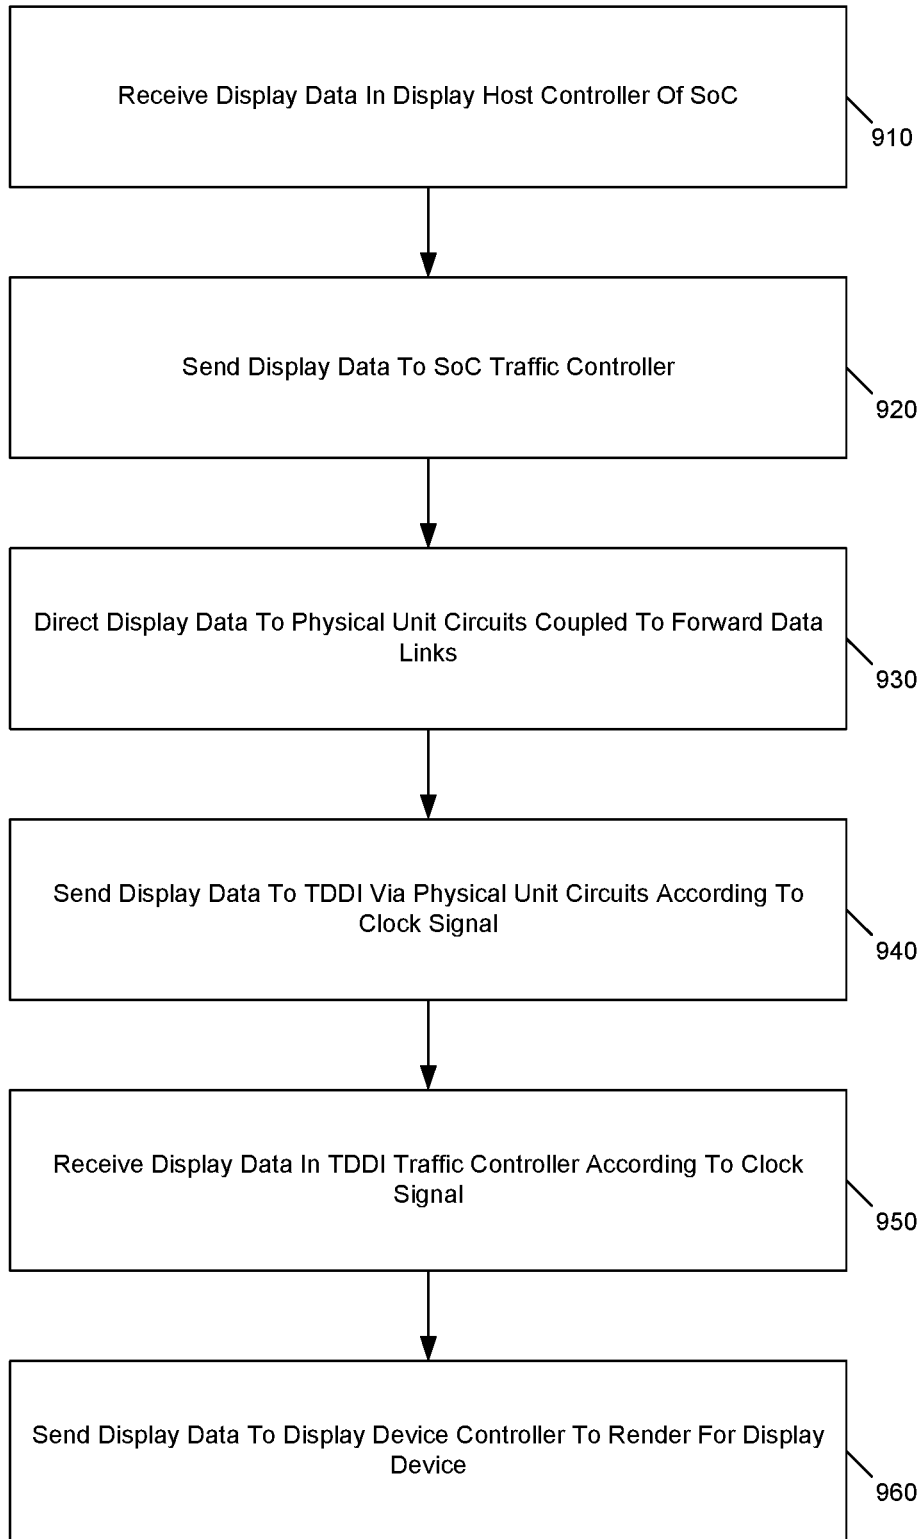 Receive Display Data In Display Host Controller Of SoC
910
Send Display Data To SoC Traffic Controller
920
Direct Display Data To Physical Unit Circuits Coupled To Forward Data
Links
930
Send Display Data To TDDI Via Physical Unit Circuits According To
Clock Signal
940
Receive Display Data In TDDI Traffic Controller According To Clock
Signal
950
Send Display Data To Display Device Controller To Render For Display
Device
960